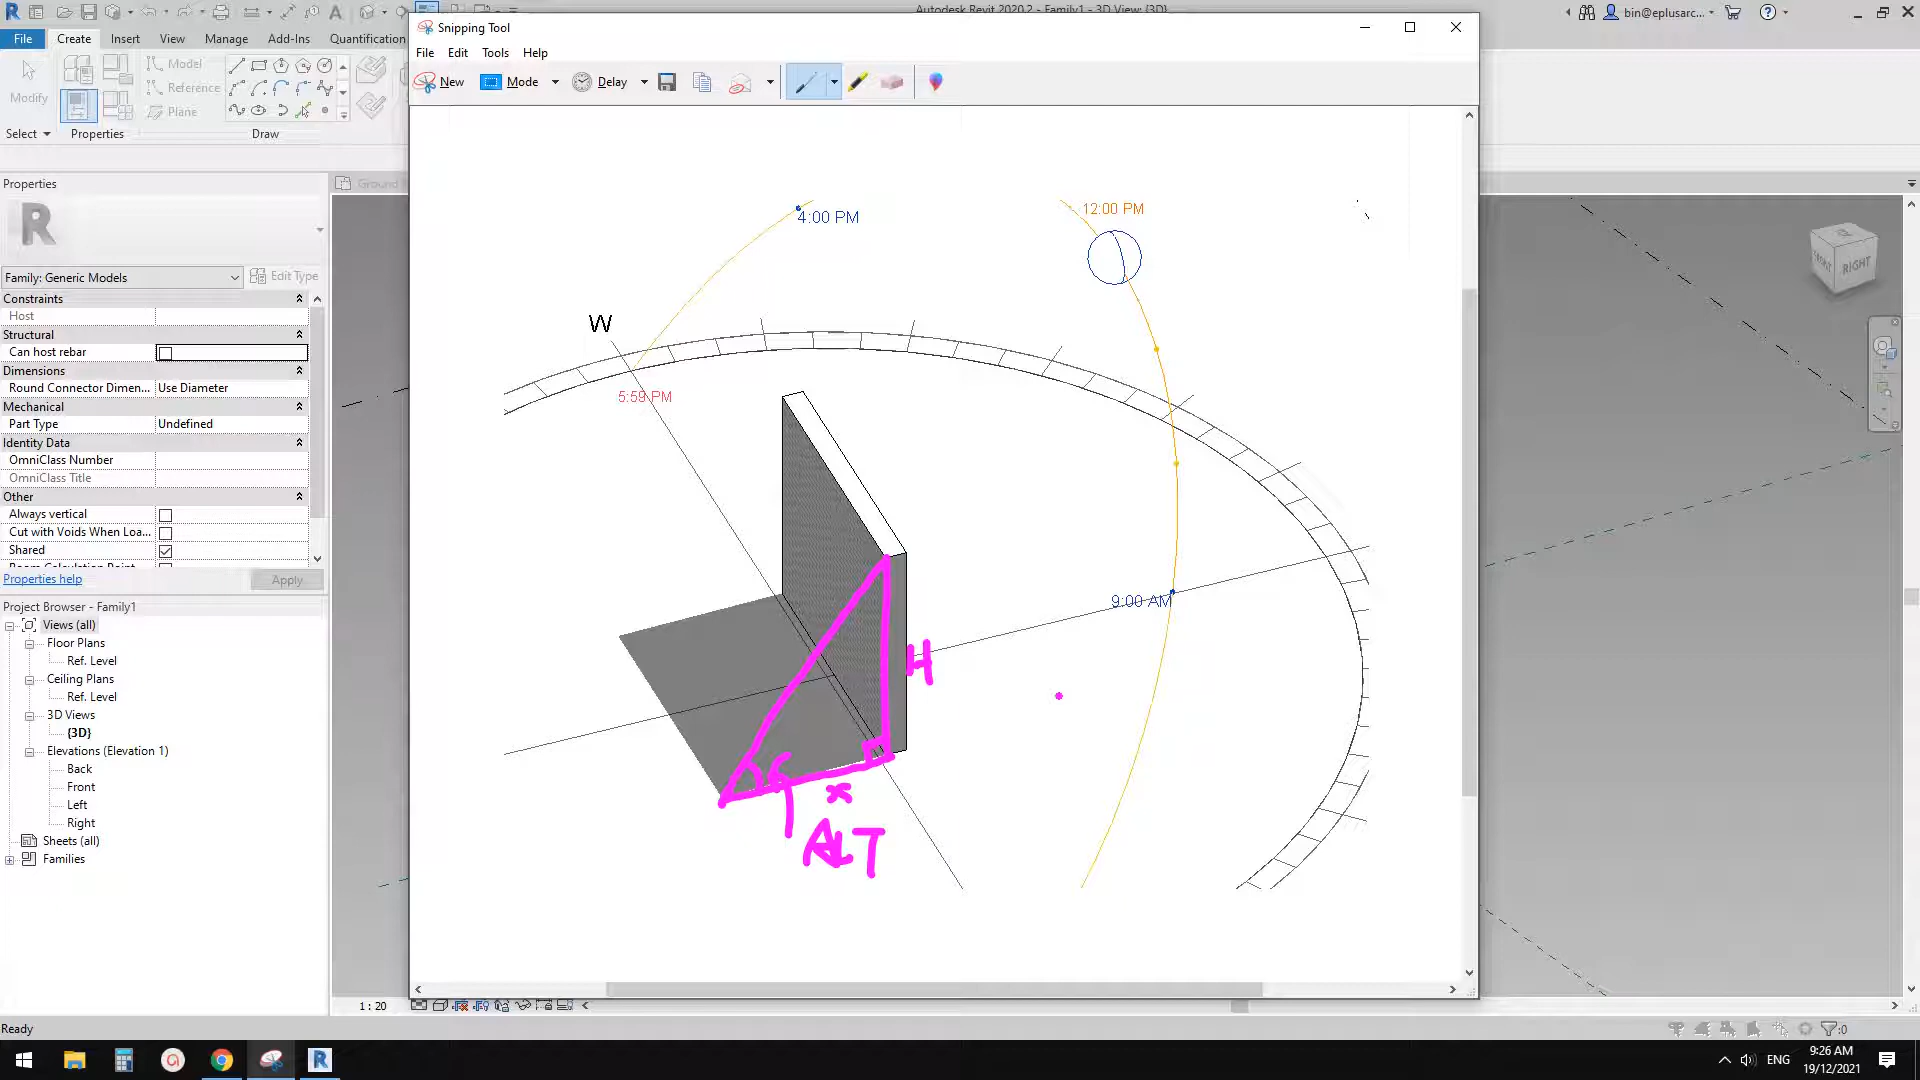 Autodesk Revit 2020.2 - Family1 - 3D View: {3D}
bin@eplusarc...
File Create Insert View Manage Add-Ins Quantification
Modify
Model
Reference
Plane
Select Properties Draw
Snipping Tool
File Edit Tools Help
New Mode Delay
Properties
Ground
R
Family: Generic Models
Edit Type
Constraints
Host
Structural
Can host rebar
Dimensions
Round Connector Dimen... Use Diameter
Mechanical
Part Type Undefined
Identity Data
OmniClass Number
OmniClass Title
Other
Always vertical
Cut with Voids When Loa...
Shared
Properties help
Apply
Project Browser - Family1
Views (all)
Floor Plans
Ref. Level
Ceiling Plans
Ref. Level
3D Views
{3D}
Elevations (Elevation 1)
Back
Front
Left
Right
Sheets (all)
Families
4:00 PM
12:00 PM
W
5:59 PM
9:00 AM
H
x
ALT
FRONT
RIGHT
1 : 20
Ready
:0
ENG
9:26 AM
19/12/2021